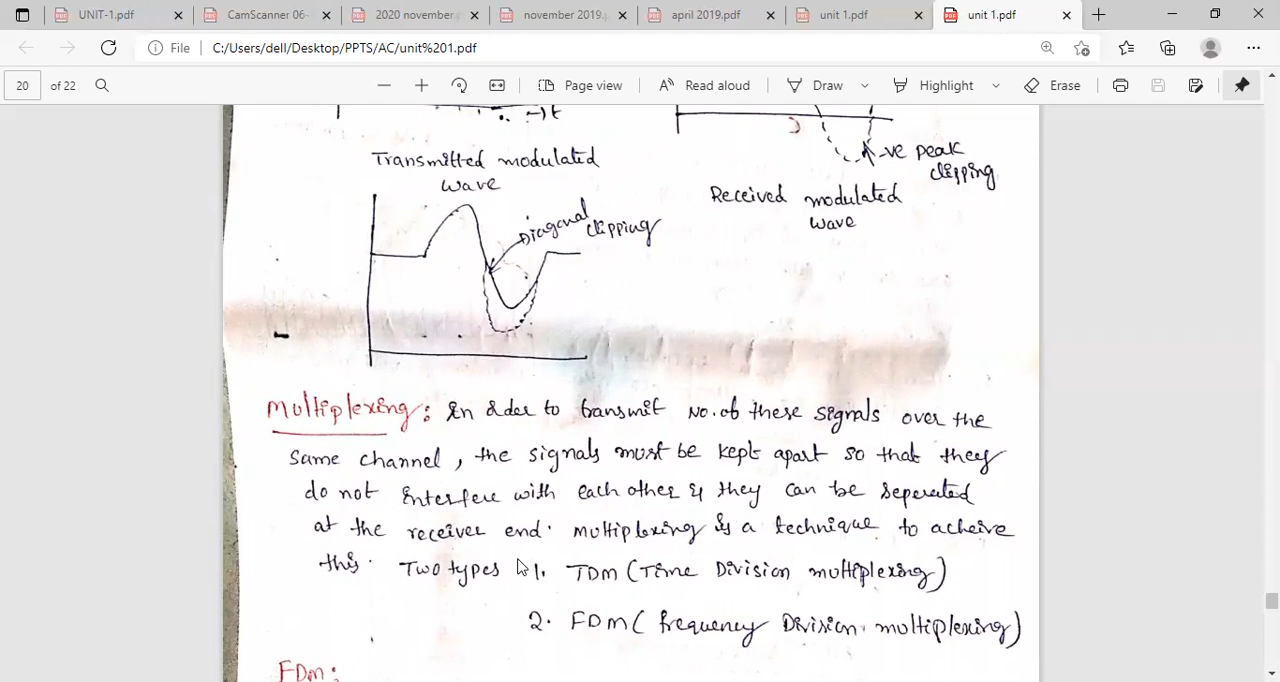 UNIT-1.pdf
CamScanner 06-
2020 november.p
november 2019.p
april 2019.pdf
unit 1.pdf
unit 1.pdf
File
C:/Users/dell/Desktop/PPTS/AC/unit%201.pdf
20
of 22
Page view
Read aloud
Draw
Highlight
Erase
t
-ve peak
clipping
Transmitted modulated
wave
Received modulated
wave
Diagonal
clipping
Multiplexing: In order to transmit No. of these signals over the
same channel, the signals must be kept apart so that they
do not interfere with each other & they can be seperated
at the receiver end. multiplexing is a technique to acheive
this. Two types 1. TDM (Time Division multiplexing)
2. FDM (frequency Division multiplexing)
FDM: